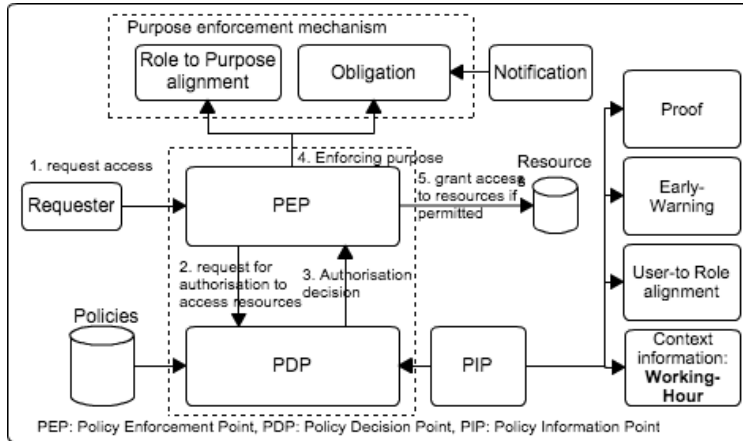 Purpose enforcement mechanism
Role to Purpose
alignment
Obligation
Notification
Proof
4. Enforcing purpose
1. request access
Resource
s
5. grant access
to resources if
permitted
Requester
PEP
Early-
Warning
2. request for
authorisation to
access resources
3. Authorisation
decision
User-to Role
alignment
Policies
PDP
PIP
Context
information:
Working-
Hour
PEP: Policy Enforcement Point, PDP: Policy Decision Point, PIP: Policy Information Point